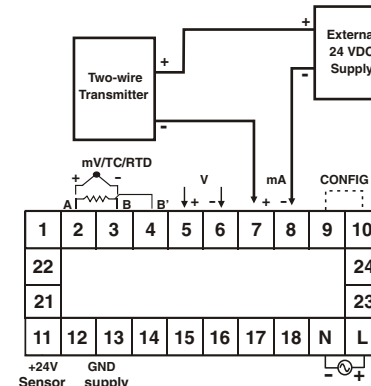 +
Externa
24 VDC
Supply
-
+
Two-wire
Transmitter
-
mV/TC/RTD
+ -
A B B'
V
+ -
mA
+ -
CONFIG
1 2 3 4 5 6 7 8 9 10
22 24
21 23
11 12 13 14 15 16 17 18 N L
+24V GND
Sensor supply
- +